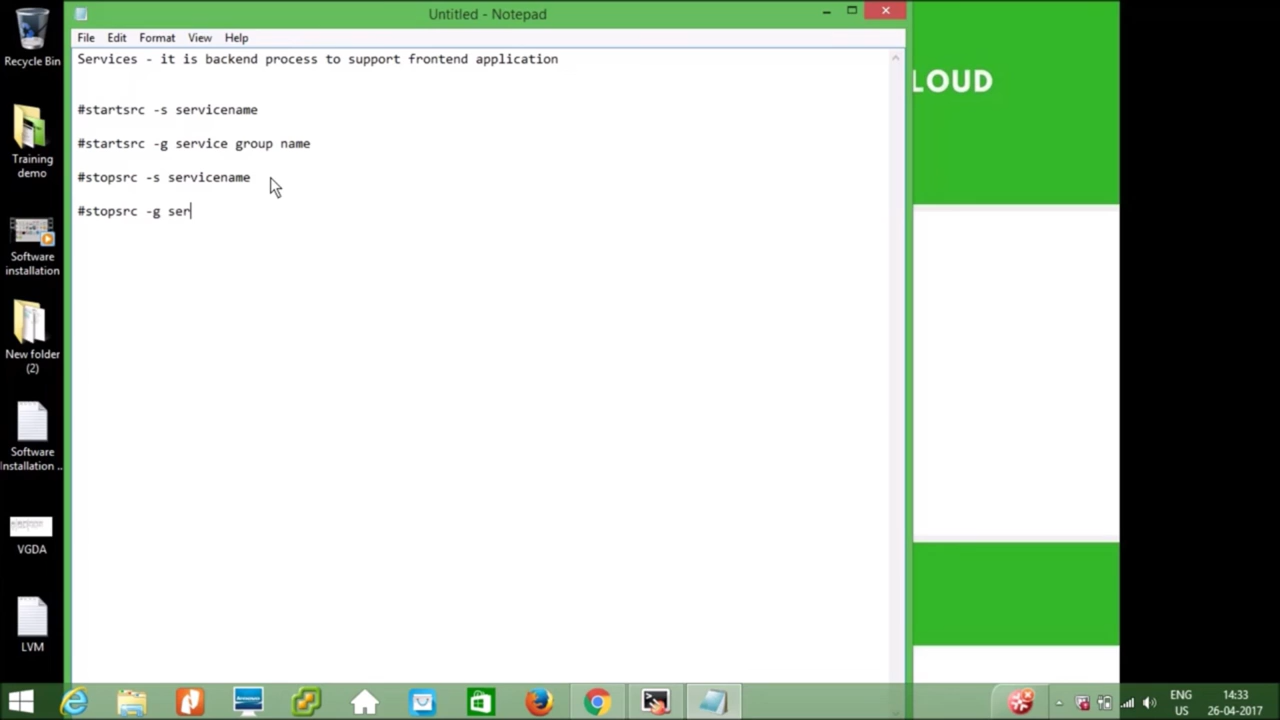 Untitled - Notepad
File Edit Format View Help
Services - it is backend process to support frontend application
#startsrc -s servicename
#startsrc -g service group name
#stopsrc -s servicename
#stopsrc -g ser
LOUD
Recycle Bin
Training
demo
Software
installation
New folder
(2)
Software
Installation ..
VGDA
LVM
ENG
US
14:33
26-04-2017